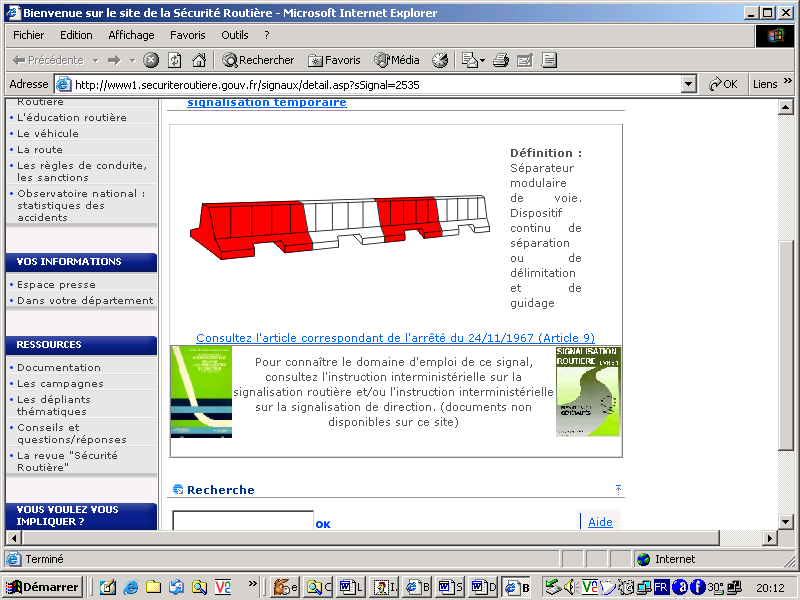 Bienvenue sur le site de la Sécurité Routière - Microsoft Internet Explorer
Fichier Edition Affichage Favoris Outils ?
Précédente Rechercher Favoris Média
Adresse http://www1.securiteroutiere.gouv.fr/signaux/detail.asp?sSignal=2535 OK Liens »
Routière
• L'éducation routière
• Le véhicule
• La route
• Les règles de conduite,
les sanctions
• Observatoire national :
statistiques des
accidents
VOS INFORMATIONS
• Espace presse
• Dans votre département
RESSOURCES
• Documentation
• Les campagnes
• Les dépliants
thématiques
• Conseils et
questions/réponses
• La revue "Sécurité
Routière"
VOUS VOULEZ VOUS
IMPLIQUER ?
signalisation temporaire
Définition :
Séparateur
modulaire
de voie.
Dispositif
continu de
séparation
ou de
délimitation
et de
guidage
Consultez l'article correspondant de l'arrêté du 24/11/1967 (Article 9)
Pour connaître le domaine d'emploi de ce signal,
consultez l'instruction interministérielle sur la
signalisation routière et/ou l'instruction interministérielle
sur la signalisation de direction. (documents non
disponibles sur ce site)
SIGNALISATION
ROUTIERE
Recherche
OK
Aide
Terminé Internet
Démarrer » e C L I. B S D B FR 30° 20:12